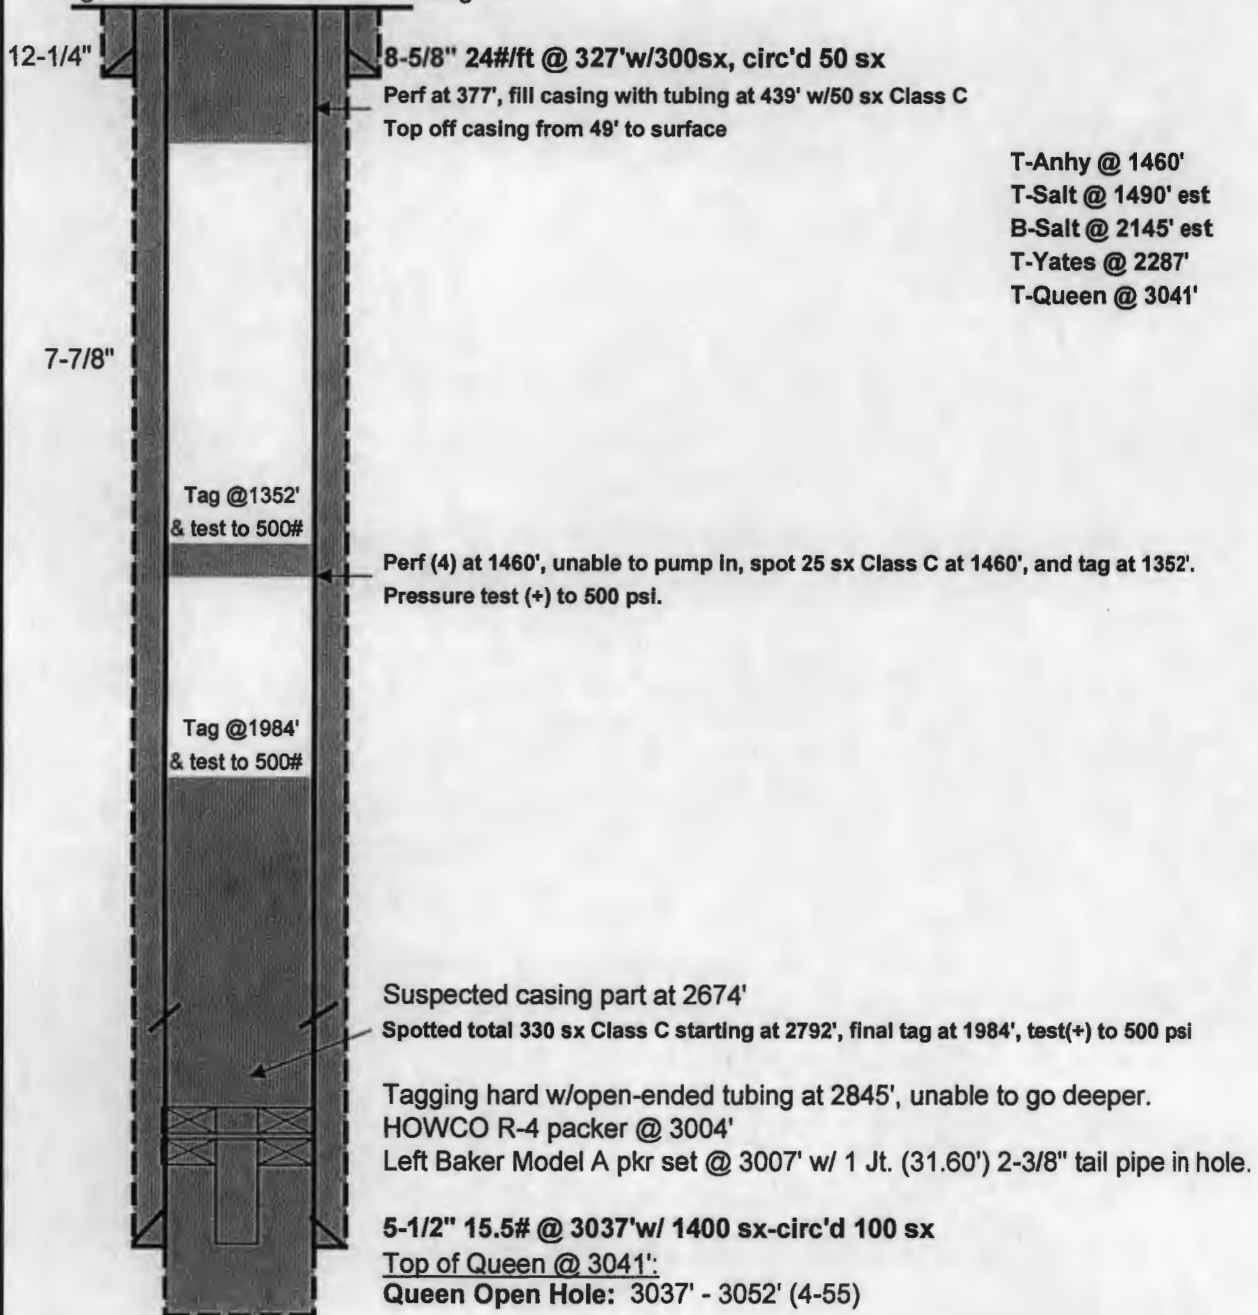 12-1/4"
8-5/8" 24#/ft @ 327'w/300sx, circ'd 50 sx
Perf at 377', fill casing with tubing at 439' w/50 sx Class C
Top off casing from 49' to surface
T-Anhy @ 1460'
T-Salt @ 1490' est
B-Salt @ 2145' est
T-Yates @ 2287'
T-Queen @ 3041'
7-7/8"
Tag @1352'
& test to 500#
Perf (4) at 1460', unable to pump in, spot 25 sx Class C at 1460', and tag at 1352'.
Pressure test (+) to 500 psi.
Tag @1984'
& test to 500#
Suspected casing part at 2674'
Spotted total 330 sx Class C starting at 2792', final tag at 1984', test(+) to 500 psi
Tagging hard w/open-ended tubing at 2845', unable to go deeper.
HOWCO R-4 packer @ 3004'
Left Baker Model A pkr set @ 3007' w/ 1 Jt. (31.60') 2-3/8" tail pipe in hole.
5-1/2" 15.5# @ 3037'w/ 1400 sx-circ'd 100 sx
Top of Queen @ 3041':
Queen Open Hole: 3037' - 3052' (4-55)